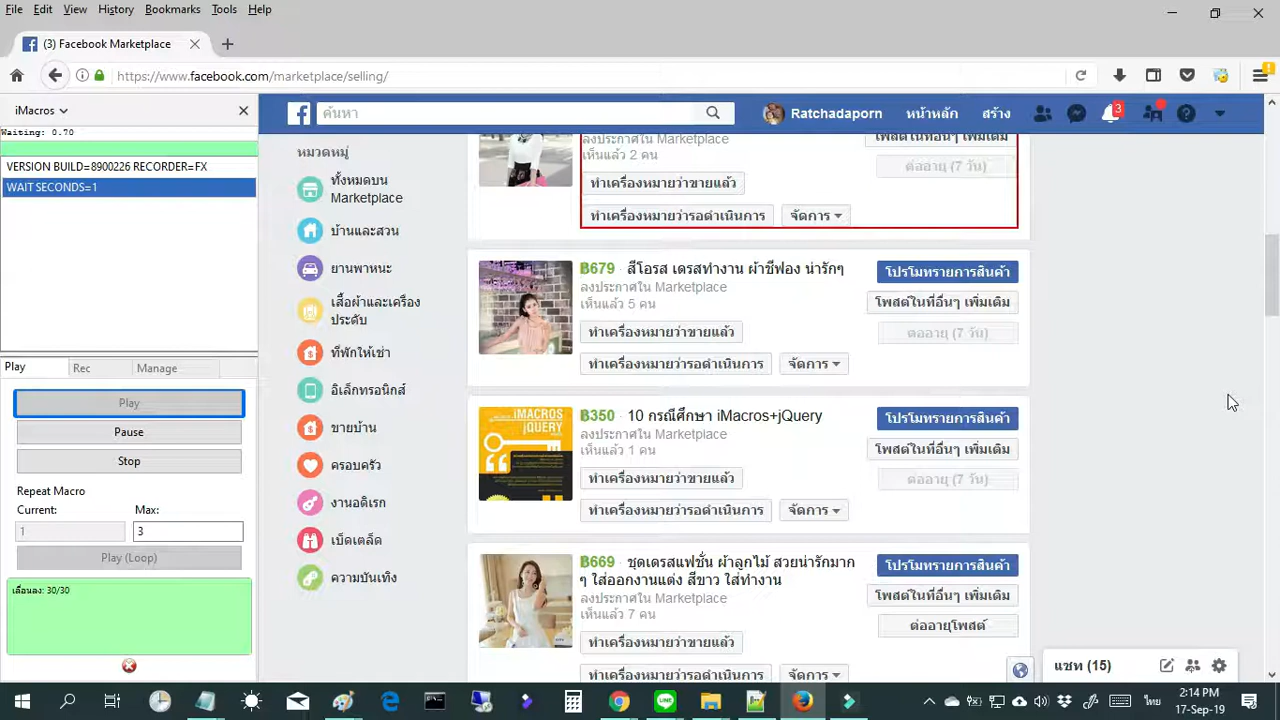 File Edit View History Bookmarks Tools Help
(3) Facebook Marketplace
https://www.facebook.com/marketplace/selling/
iMacros
Waiting: 0.70
VERSION BUILD=8900226 RECORDER=FX
WAIT SECONDS=1
Play Rec Manage
Play
Pause
Stop
Repeat Macro
Current: Max:
1 3
Play (Loop)
เลื่อนลง: 30/30
ค้นหา
Ratchadaporn หน้าหลัก สร้าง 3
หมวดหมู่
ทั้งหมดบน
Marketplace
บ้านและสวน
ยานพาหนะ
เสื้อผ้าและเครื่อง
ประดับ
ที่พักให้เช่า
อิเล็กทรอนิกส์
ขายบ้าน
ครอบครัว
งานอดิเรก
เบ็ดเตล็ด
ความบันเทิง
ลงประกาศใน Marketplace
เห็นแล้ว 2 คน
ทำเครื่องหมายว่าขายแล้ว
ทำเครื่องหมายว่ารอดำเนินการ จัดการ
โพสต์ในที่อื่นๆ เพิ่มเติม
ต่ออายุ (7 วัน)
฿679 · สีโอรส เดรสทำงาน ผ้าชีฟอง น่ารักๆ
ลงประกาศใน Marketplace
เห็นแล้ว 5 คน
ทำเครื่องหมายว่าขายแล้ว
ทำเครื่องหมายว่ารอดำเนินการ จัดการ
โปรโมทรายการสินค้า
โพสต์ในที่อื่นๆ เพิ่มเติม
ต่ออายุ (7 วัน)
IMACROS
JQUERY
฿350 · 10 กรณีศึกษา iMacros+jQuery
ลงประกาศใน Marketplace
เห็นแล้ว 1 คน
ทำเครื่องหมายว่าขายแล้ว
ทำเครื่องหมายว่ารอดำเนินการ จัดการ
โปรโมทรายการสินค้า
โพสต์ในที่อื่นๆ เพิ่มเติม
ต่ออายุ (7 วัน)
฿669 · ชุดเดรสแฟชั่น ผ้าลูกไม้ สวยน่ารักมาก
ๆ ใส่ออกงานแต่ง สีขาว ใส่ทำงาน
ลงประกาศใน Marketplace
เห็นแล้ว 7 คน
ทำเครื่องหมายว่าขายแล้ว
ทำเครื่องหมายว่ารอดำเนินการ จัดการ
โปรโมทรายการสินค้า
โพสต์ในที่อื่นๆ เพิ่มเติม
ต่ออายุโพสต์
แชท (15)
ไทย
2:14 PM
17-Sep-19